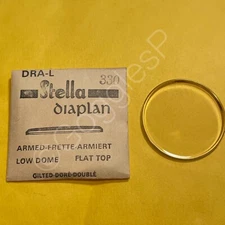 DRA-L
330
Stella
diaplan
ARMED-FRETTE-ARMIERT
LOW DOME FLAT TOP
GILTED-DORÉ-DOUBLÉ